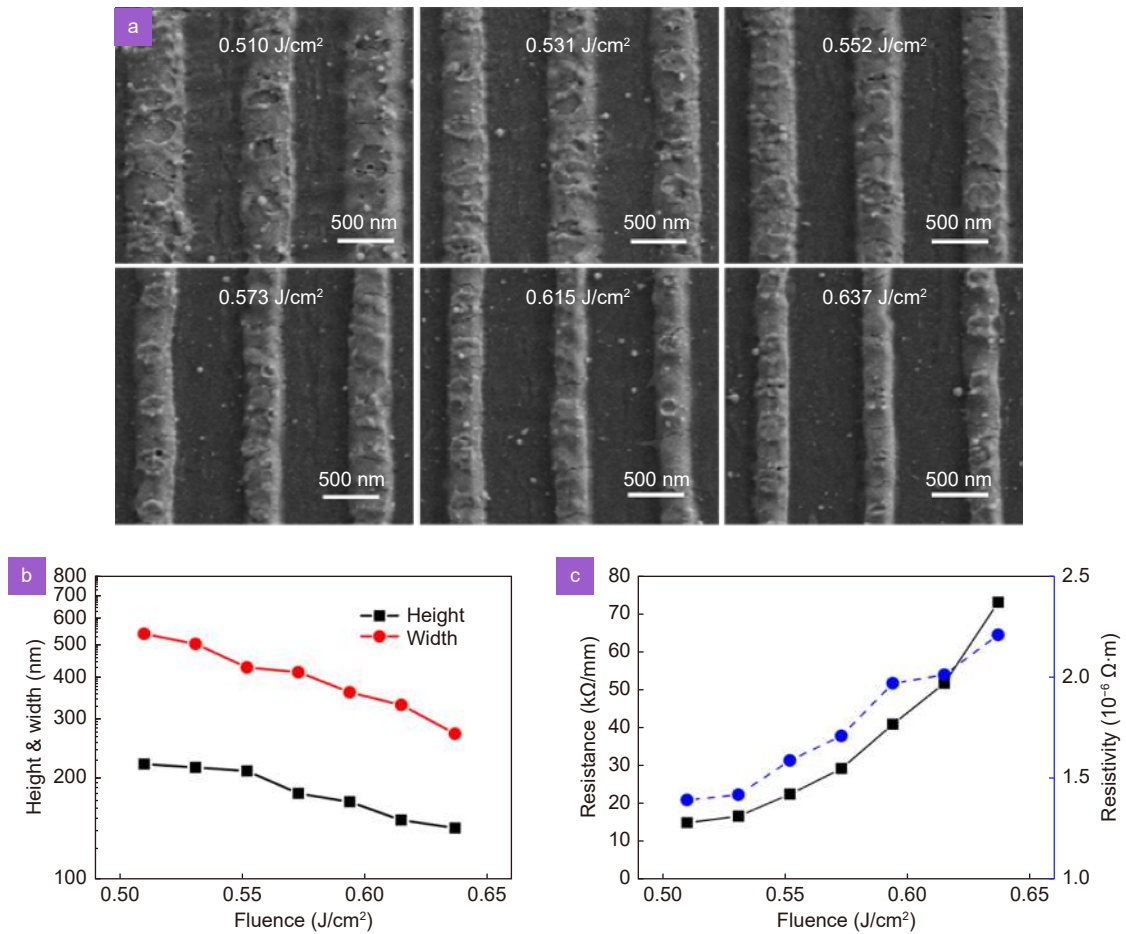 a
0.510 J/cm²
0.531 J/cm²
0.552 J/cm²
500 nm
500 nm
500 nm
0.573 J/cm²
0.615 J/cm²
0.637 J/cm²
500 nm
500 nm
500 nm
b
800
700
600
500
400
300
200
100
Height & width (nm)
Height
Width
0.50
0.55
0.60
0.65
Fluence (J/cm²)
c
80
70
60
50
40
30
20
10
0
Resistance (kΩ/mm)
2.5
2.0
1.5
1.0
Resistivity (10⁻⁶ Ω·m)
0.50
0.55
0.60
0.65
Fluence (J/cm²)